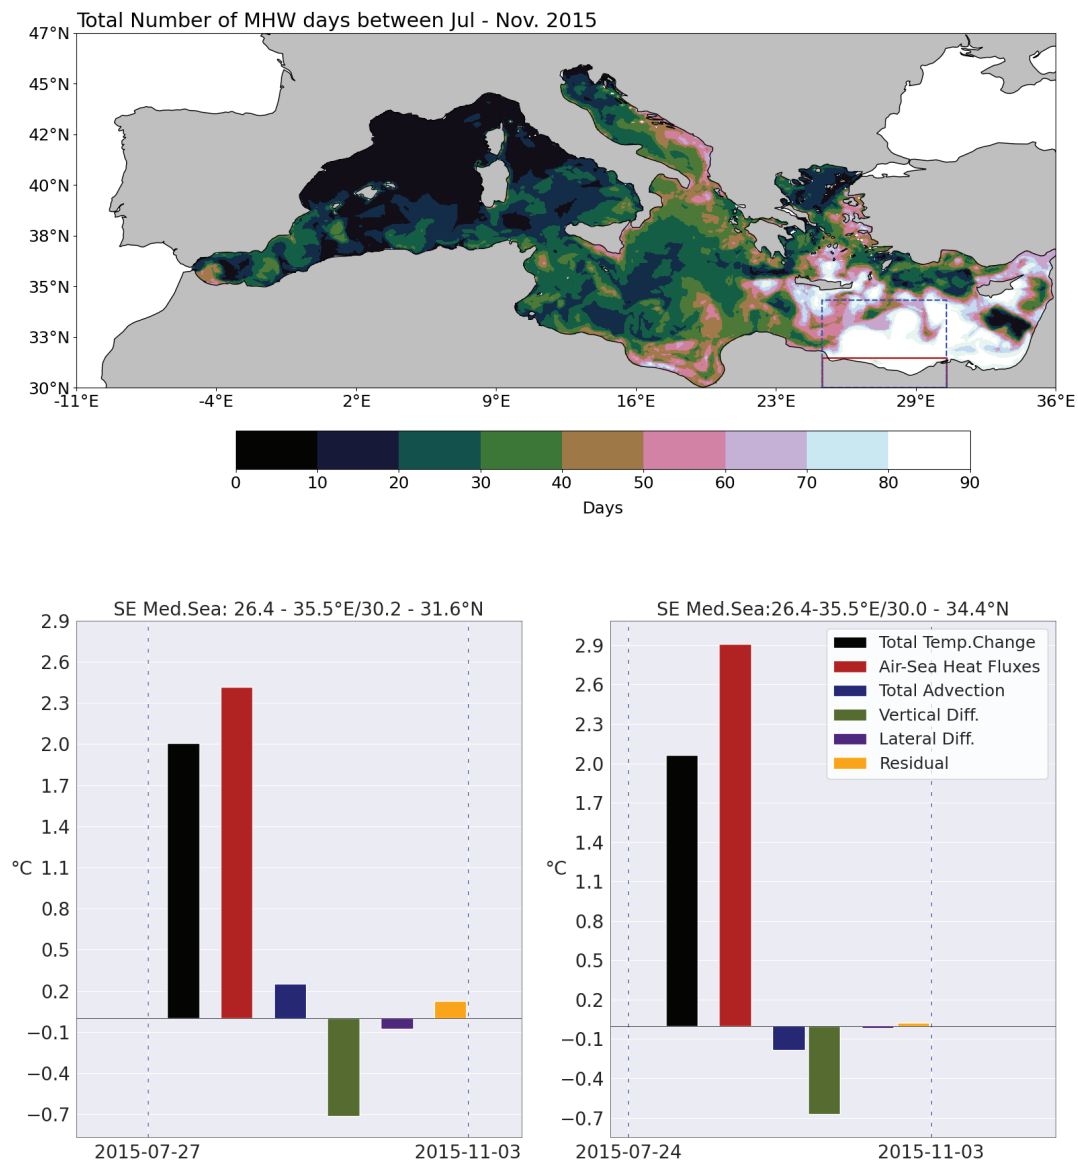 Total Number of MHW days between Jul - Nov. 2015
47°N
45°N
42°N
40°N
38°N
35°N
33°N
30°N
-11°E -4°E 2°E 9°E 16°E 23°E 29°E 36°E
0 10 20 30 40 50 60 70 80 90
Days
SE Med.Sea: 26.4 - 35.5°E/30.2 - 31.6°N
2.9
2.6
2.3
2.0
1.7
1.4
1.1
°C
0.8
0.5
0.2
−0.1
−0.4
−0.7
2015-07-27 2015-11-03
SE Med.Sea:26.4-35.5°E/30.0 - 34.4°N
Total Temp.Change
Air-Sea Heat Fluxes
Total Advection
Vertical Diff.
Lateral Diff.
Residual
2.9
2.6
2.3
2.0
1.7
1.4
1.1
°C
0.8
0.5
0.2
−0.1
−0.4
−0.7
2015-07-24 2015-11-03